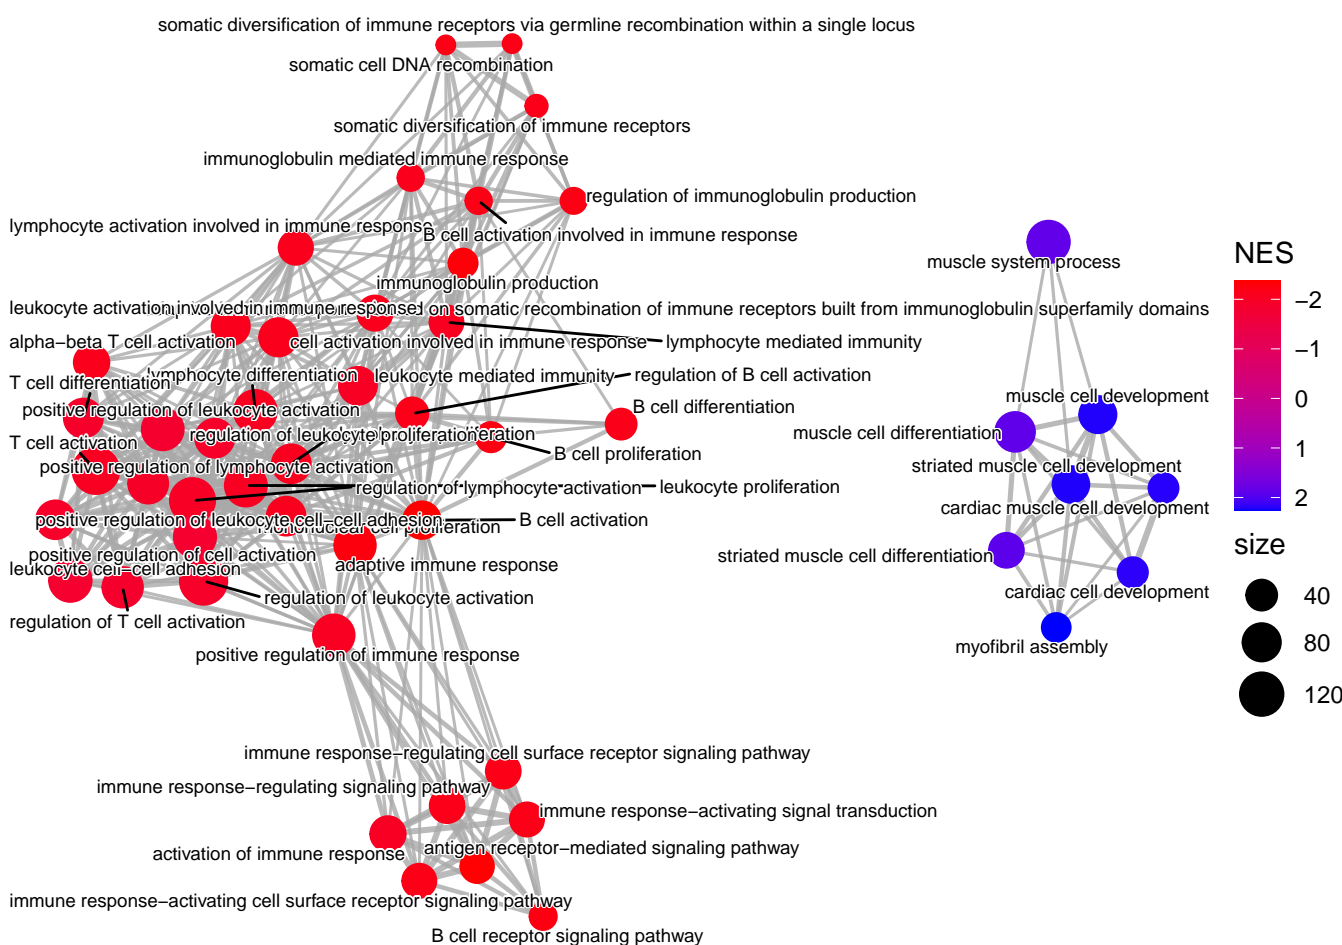 somatic diversification of immune receptors via germline recombination within a single locus
somatic cell DNA recombination
somatic diversification of immune receptors
immunoglobulin mediated immune response
regulation of immunoglobulin production
lymphocyte activation involved in immune response
B cell activation involved in immune response
muscle system process
immunoglobulin production
leukocyte activation involved in immune response
on somatic recombination of immune receptors built from immunoglobulin superfamily domains
alpha−beta T cell activation
cell activation involved in immune response
lymphocyte mediated immunity
T cell differentiation
lymphocyte differentiation
leukocyte mediated immunity
regulation of B cell activation
muscle cell development
positive regulation of leukocyte activation
B cell differentiation
muscle cell differentiation
T cell activation
regulation of leukocyte proliferation
B cell proliferation
positive regulation of lymphocyte activation
striated muscle cell development
regulation of lymphocyte activation
leukocyte proliferation
cardiac muscle cell development
positive regulation of leukocyte cell−cell adhesion
B cell activation
positive regulation of cell activation
striated muscle cell differentiation
leukocyte cell−cell adhesion
adaptive immune response
cardiac cell development
regulation of leukocyte activation
regulation of T cell activation
myofibril assembly
positive regulation of immune response
immune response−regulating cell surface receptor signaling pathway
immune response−regulating signaling pathway
immune response−activating signal transduction
activation of immune response
antigen receptor−mediated signaling pathway
immune response−activating cell surface receptor signaling pathway
B cell receptor signaling pathway
NES
−2
−1
0
1
2
size
40
80
120